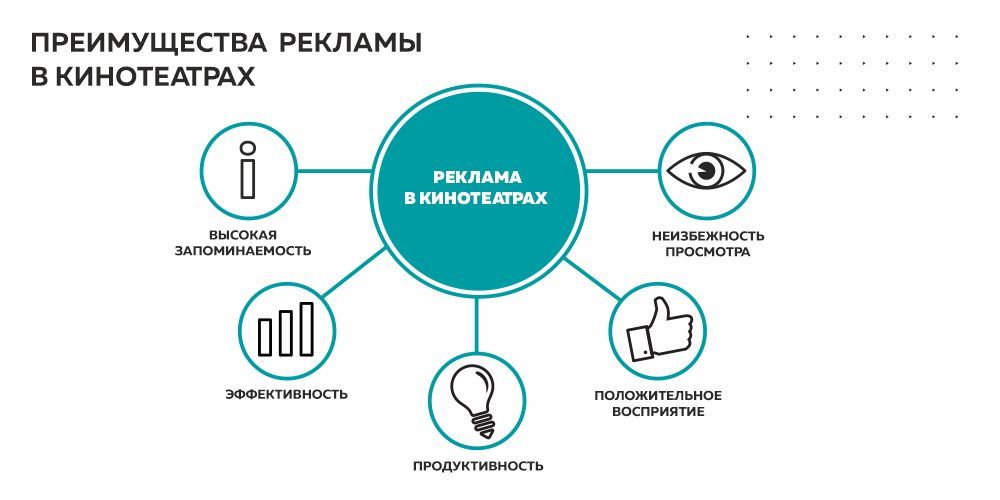 ПРЕИМУЩЕСТВА РЕКЛАМЫ
В КИНОТЕАТРАХ
РЕКЛАМА
В КИНОТЕАТРАХ
ВЫСОКАЯ
ЗАПОМИНАЕМОСТЬ
НЕИЗБЕЖНОСТЬ
ПРОСМОТРА
ЭФФЕКТИВНОСТЬ
ПОЛОЖИТЕЛЬНОЕ
ВОСПРИЯТИЕ
ПРОДУКТИВНОСТЬ